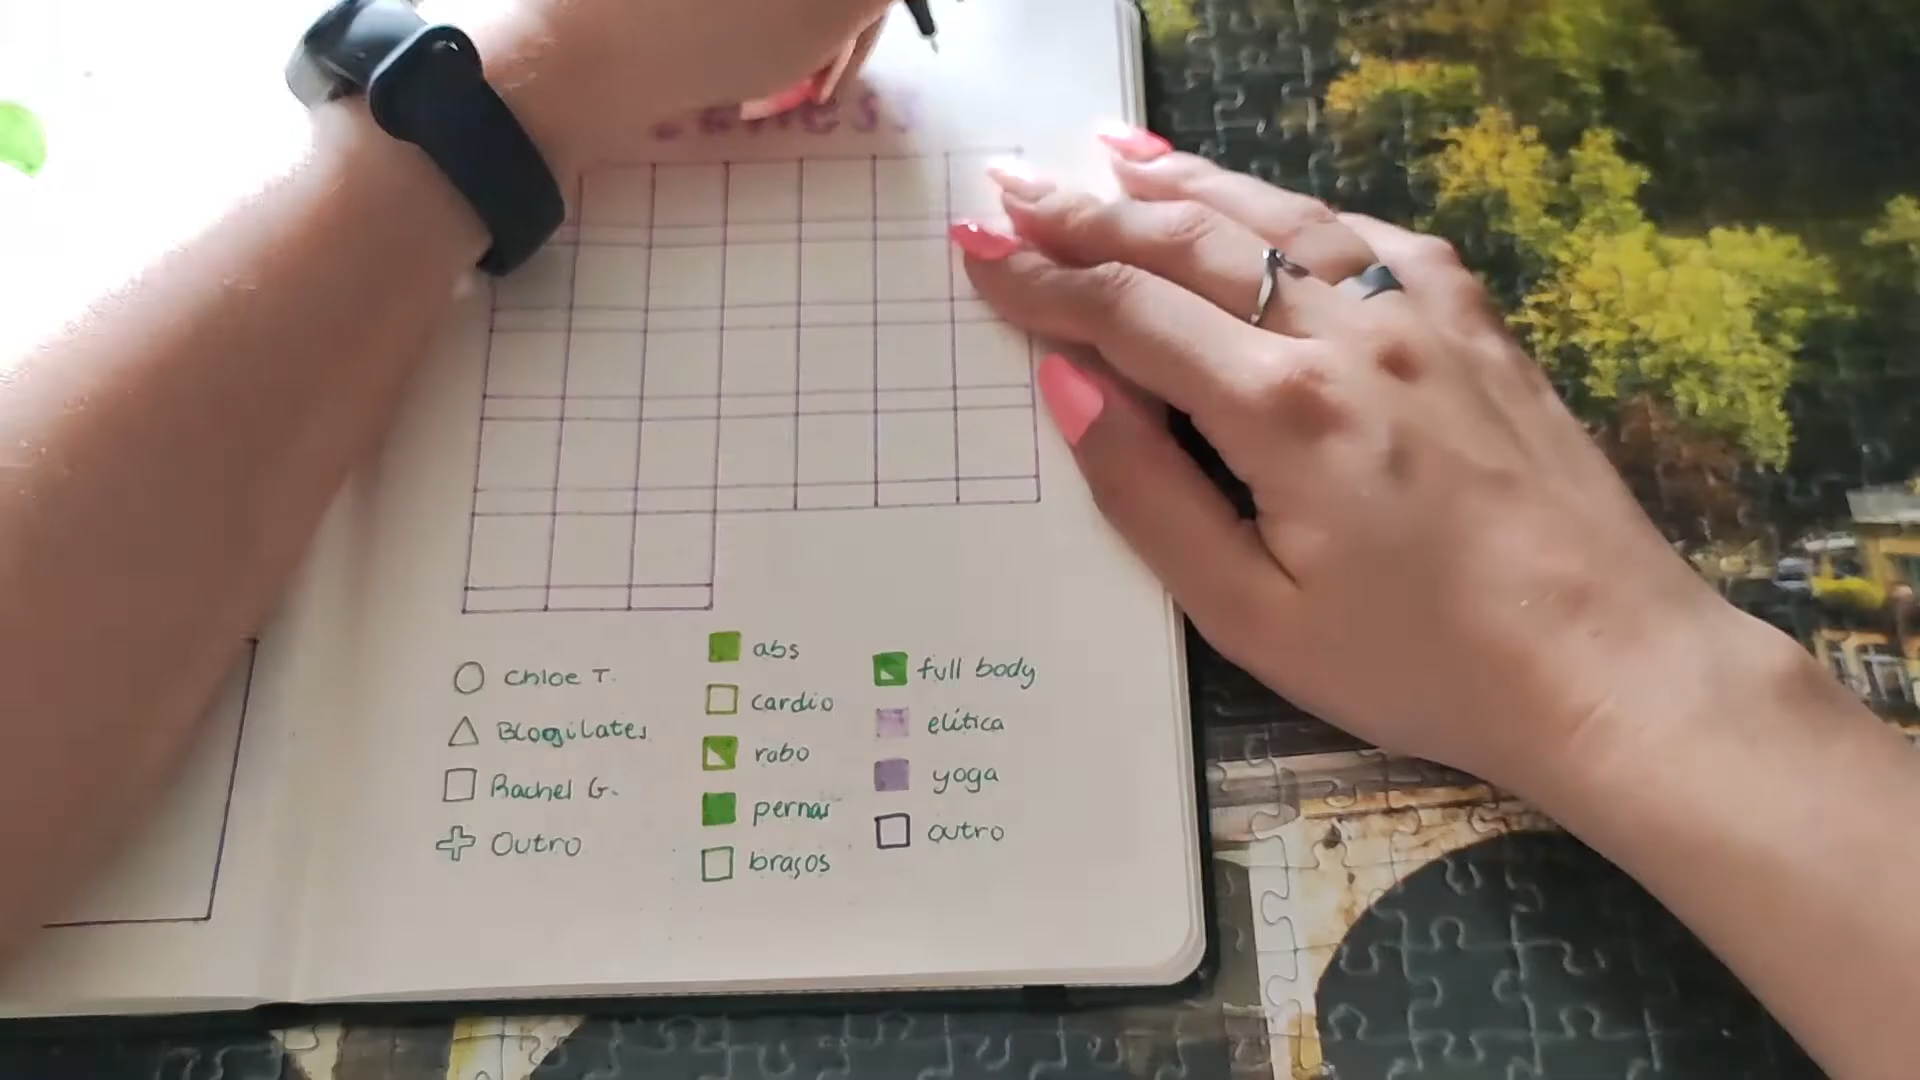 Chloe T.
Blogilates
Rachel G.
Outro
abs
cardio
rabo
pernas
braços
full body
elítica
yoga
outro